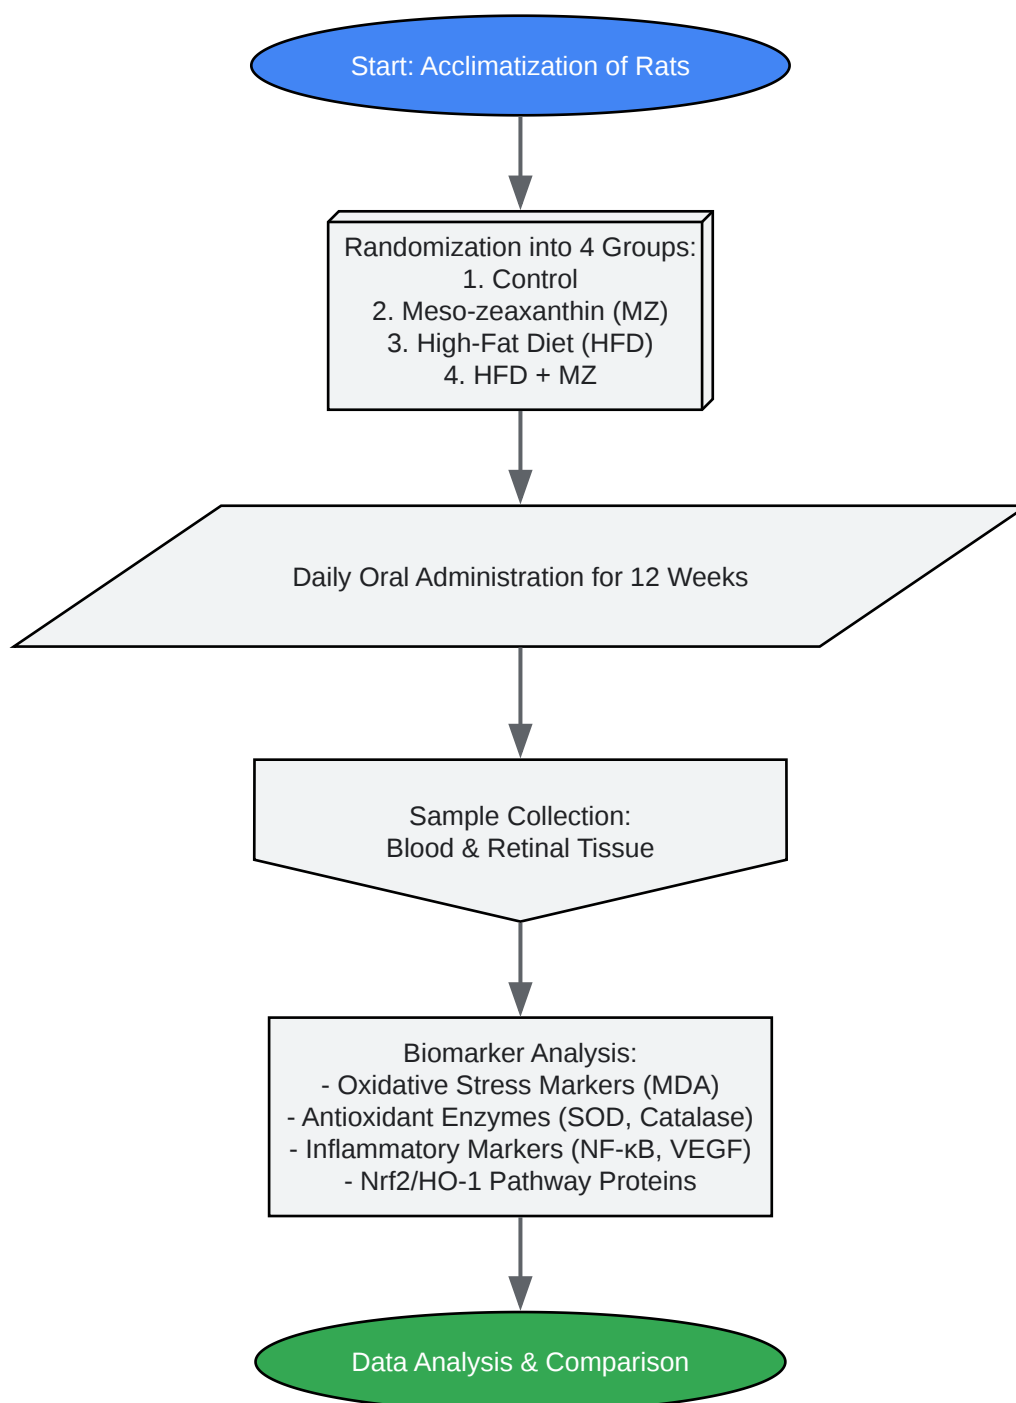 Start: Acclimatization of Rats
Randomization into 4 Groups:
1. Control
2. Meso-zeaxanthin (MZ)
3. High-Fat Diet (HFD)
4. HFD + MZ
Daily Oral Administration for 12 Weeks
Sample Collection:
Blood & Retinal Tissue
Biomarker Analysis:
- Oxidative Stress Markers (MDA)
- Antioxidant Enzymes (SOD, Catalase)
- Inflammatory Markers (NF-κB, VEGF)
- Nrf2/HO-1 Pathway Proteins
Data Analysis & Comparison